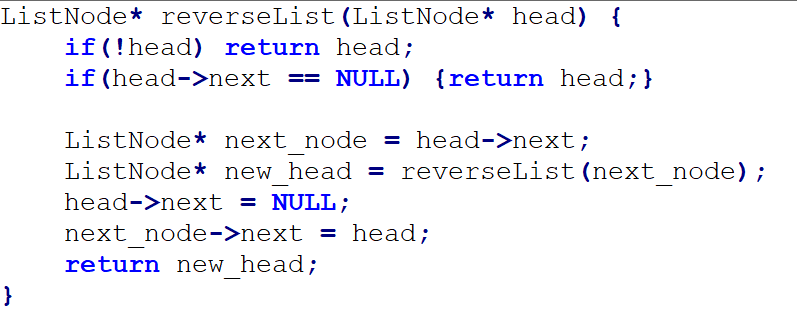 ListNode* reverseList(ListNode* head) {
    if(!head) return head;
    if(head->next == NULL) {return head;}

    ListNode* next_node = head->next;
    ListNode* new_head = reverseList(next_node);
    head->next = NULL;
    next_node->next = head;
    return new_head;
}